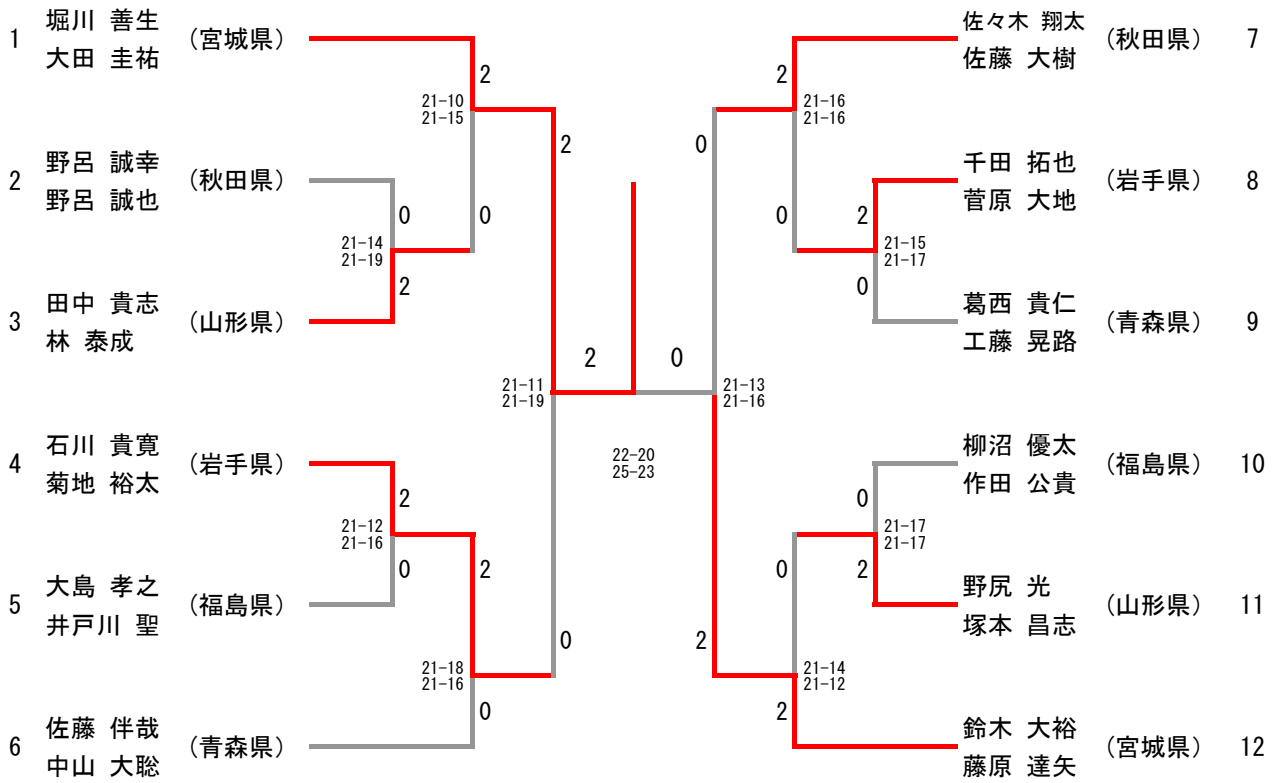 1 堀川 善生 (宮城県)
大田 圭祐
2
21-10
21-15
2
2 野呂 誠幸 (秋田県)
野呂 誠也
0
0
21-14
21-19
2
3 田中 貴志 (山形県)
林 泰成
2
0
21-11
21-19
22-20
25-23
4 石川 貴寛 (岩手県)
菊地 裕太
2
21-12
21-16
0
2
5 大島 孝之 (福島県)
井戸川 聖
0
21-18
21-16
0
6 佐藤 伴哉 (青森県)
中山 大聡
佐々木 翔太 (秋田県) 7
佐藤 大樹
2
21-16
21-16
0
千田 拓也 (岩手県) 8
菅原 大地
0
2
21-15
21-17
0
葛西 貴仁 (青森県) 9
工藤 晃路
21-13
21-16
柳沼 優太 (福島県) 10
作田 公貴
0
21-17
21-17
0
2
野尻 光 (山形県) 11
塚本 昌志
2
21-14
21-12
2
鈴木 大裕 (宮城県) 12
藤原 達矢